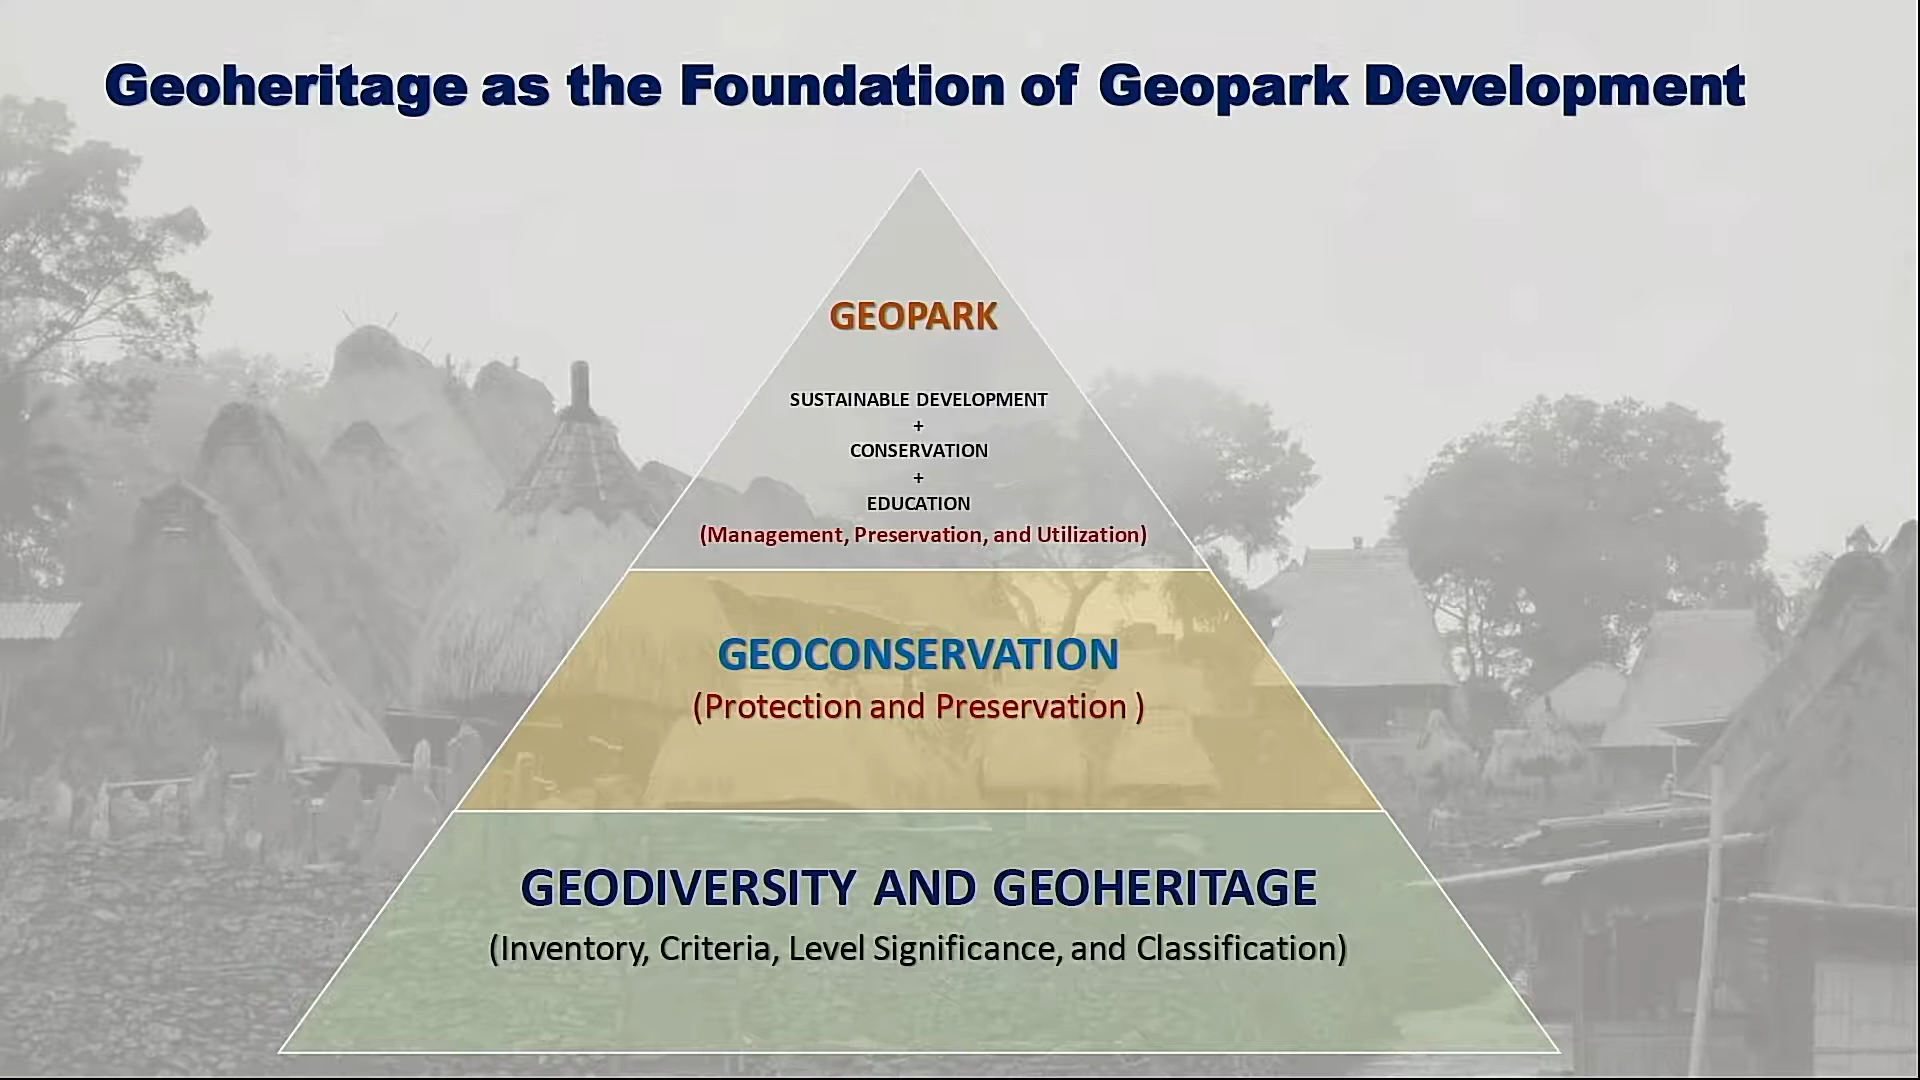 Geoheritage as the Foundation of Geopark Development
GEOPARK
SUSTAINABLE DEVELOPMENT
+
CONSERVATION
+
EDUCATION
(Management, Preservation, and Utilization)
GEOCONSERVATION
(Protection and Preservation )
GEODIVERSITY AND GEOHERITAGE
(Inventory, Criteria, Level Significance, and Classification)